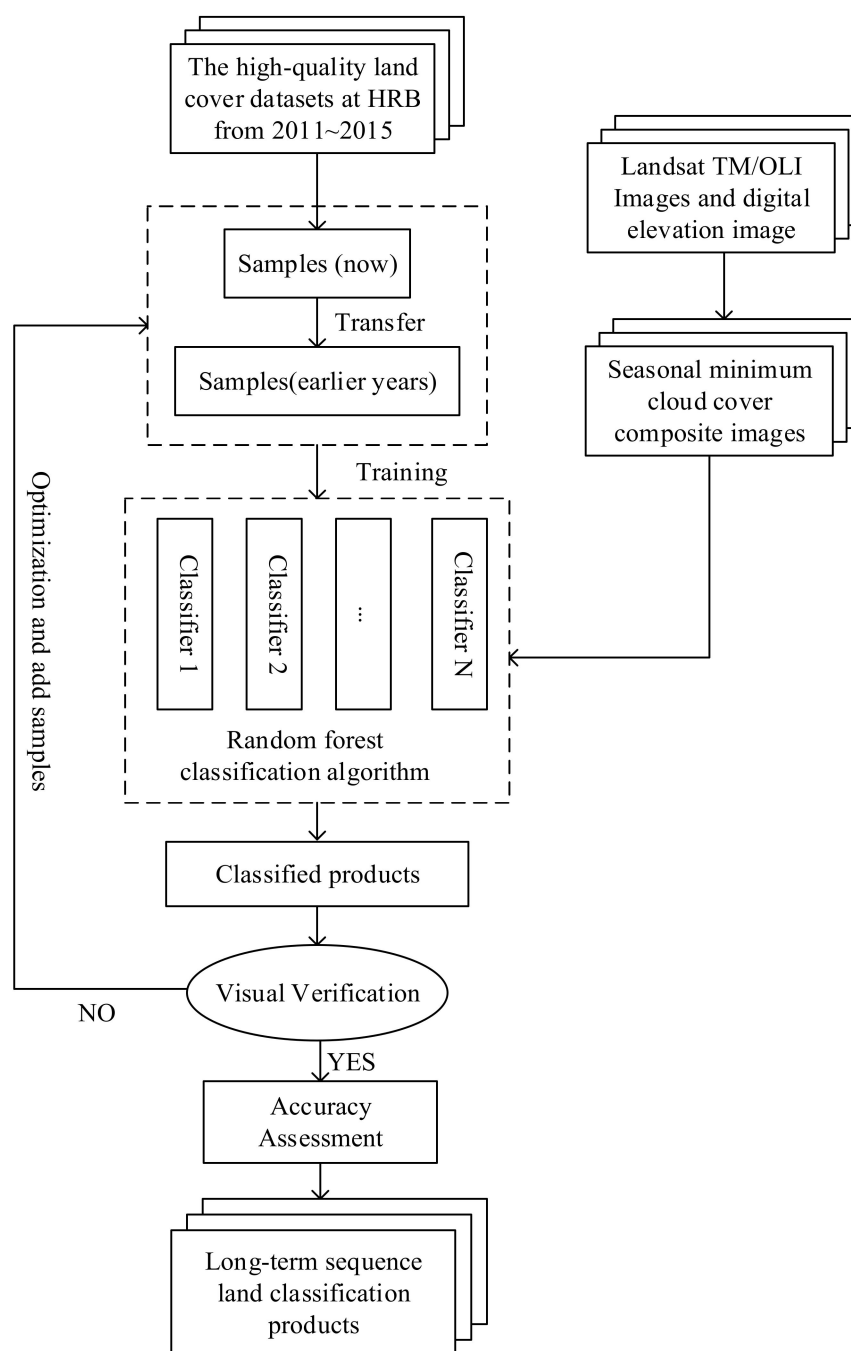 The high-quality land
cover datasets at HRB
from 2011~2015
Landsat TM/OLI
Images and digital
elevation image
Samples (now)
Transfer
Samples(earlier years)
Seasonal minimum
cloud cover
composite images
Training
Optimization and add samples
Classifier 1
Classifier 2
...
Classifier N
Random forest
classification algorithm
Classified products
Visual Verification
NO
YES
Accuracy
Assessment
Long-term sequence
land classification
products